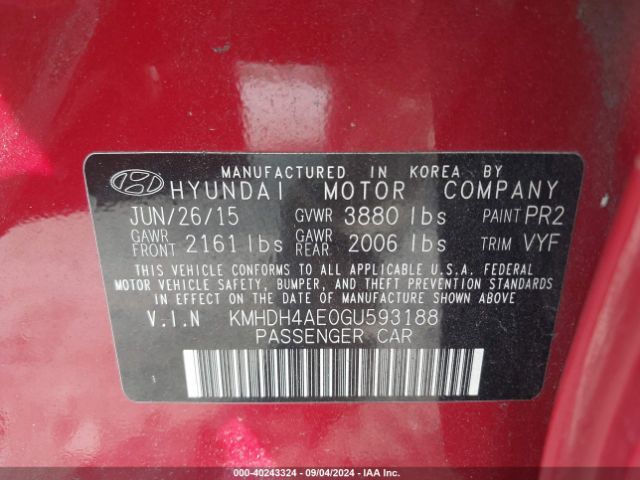 MANUFACTURED IN KOREA BY
HYUNDAI MOTOR COMPANY
JUN/26/15 GVWR 3880 lbs PAINT PR2
GAWR FRONT 2161 lbs GAWR REAR 2006 lbs TRIM VYF
THIS VEHICLE CONFORMS TO ALL APPLICABLE U.S.A. FEDERAL
MOTOR VEHICLE SAFETY, BUMPER, AND THEFT PREVENTION STANDARDS
IN EFFECT ON THE DATE OF MANUFACTURE SHOWN ABOVE.
V.I.N KMHDH4AE0GU593188
PASSENGER CAR
000-40243324 - 09/04/2024 - IAA Inc.